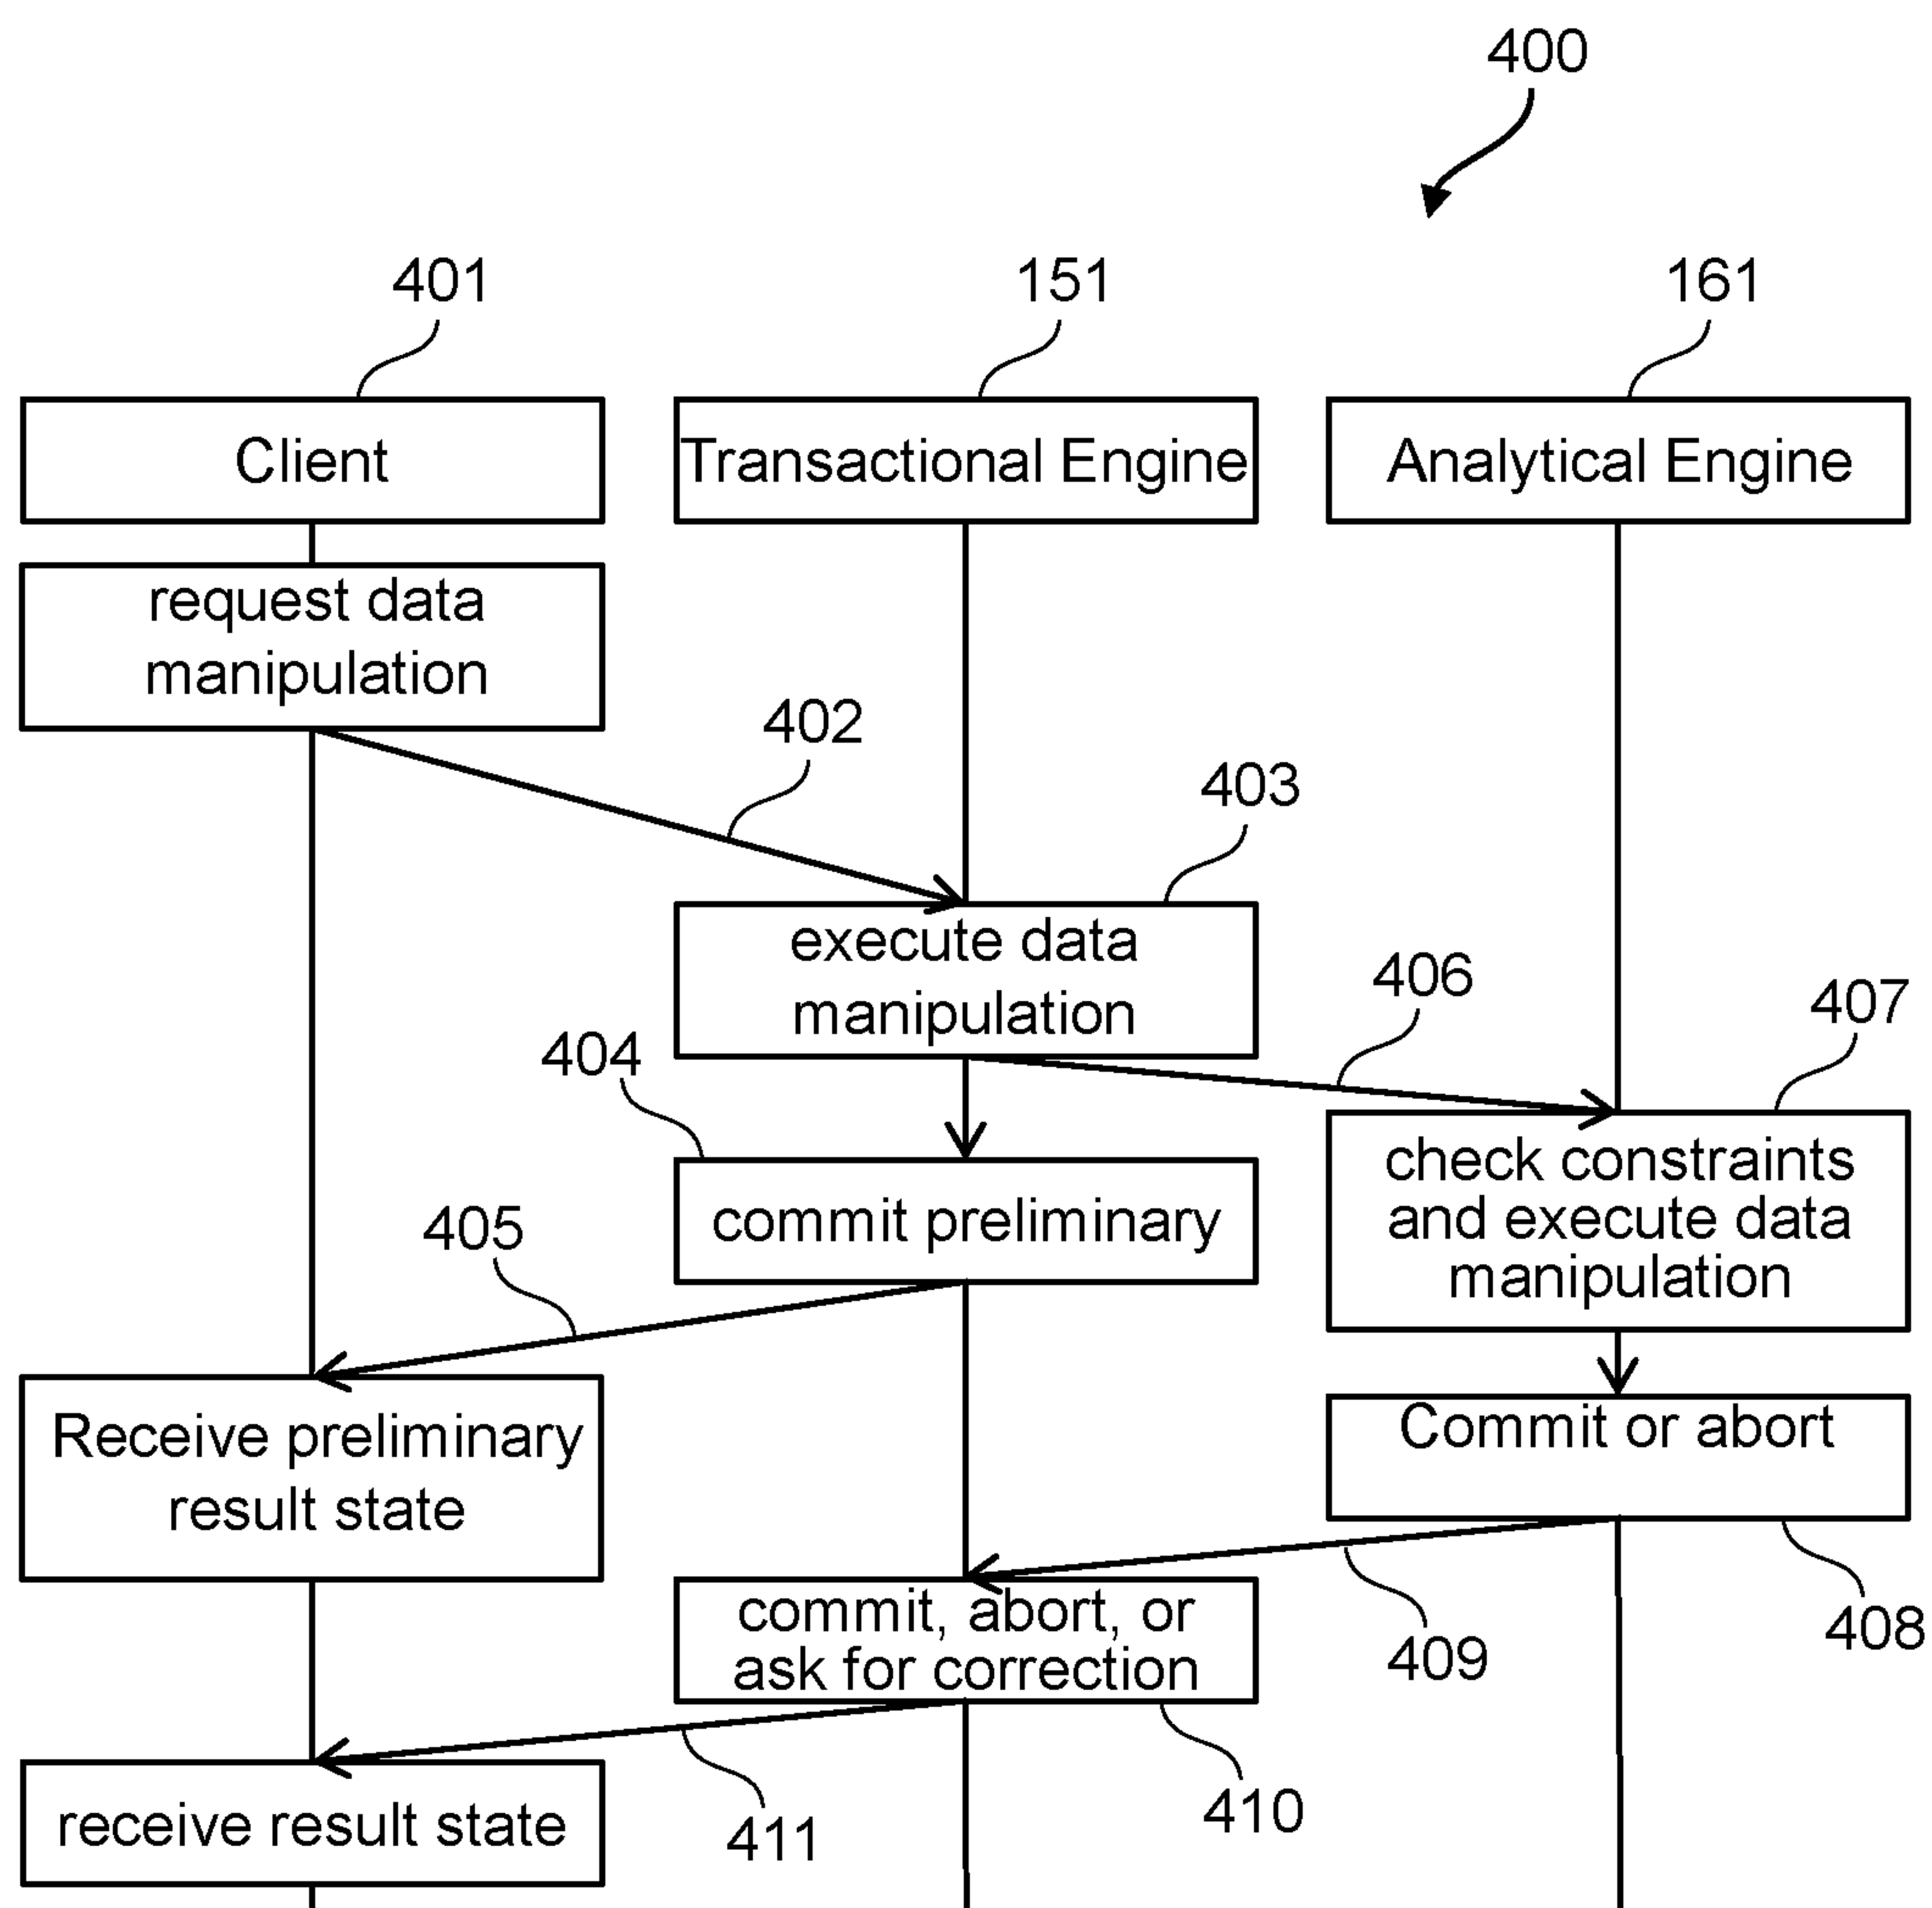 400
401
151
161
Client
Transactional Engine
Analytical Engine
request data
manipulation
402
403
execute data
manipulation
406
407
404
check constraints
and execute data
manipulation
commit preliminary
405
Receive preliminary
result state
Commit or abort
commit, abort, or
ask for correction
408
409
410
411
receive result state